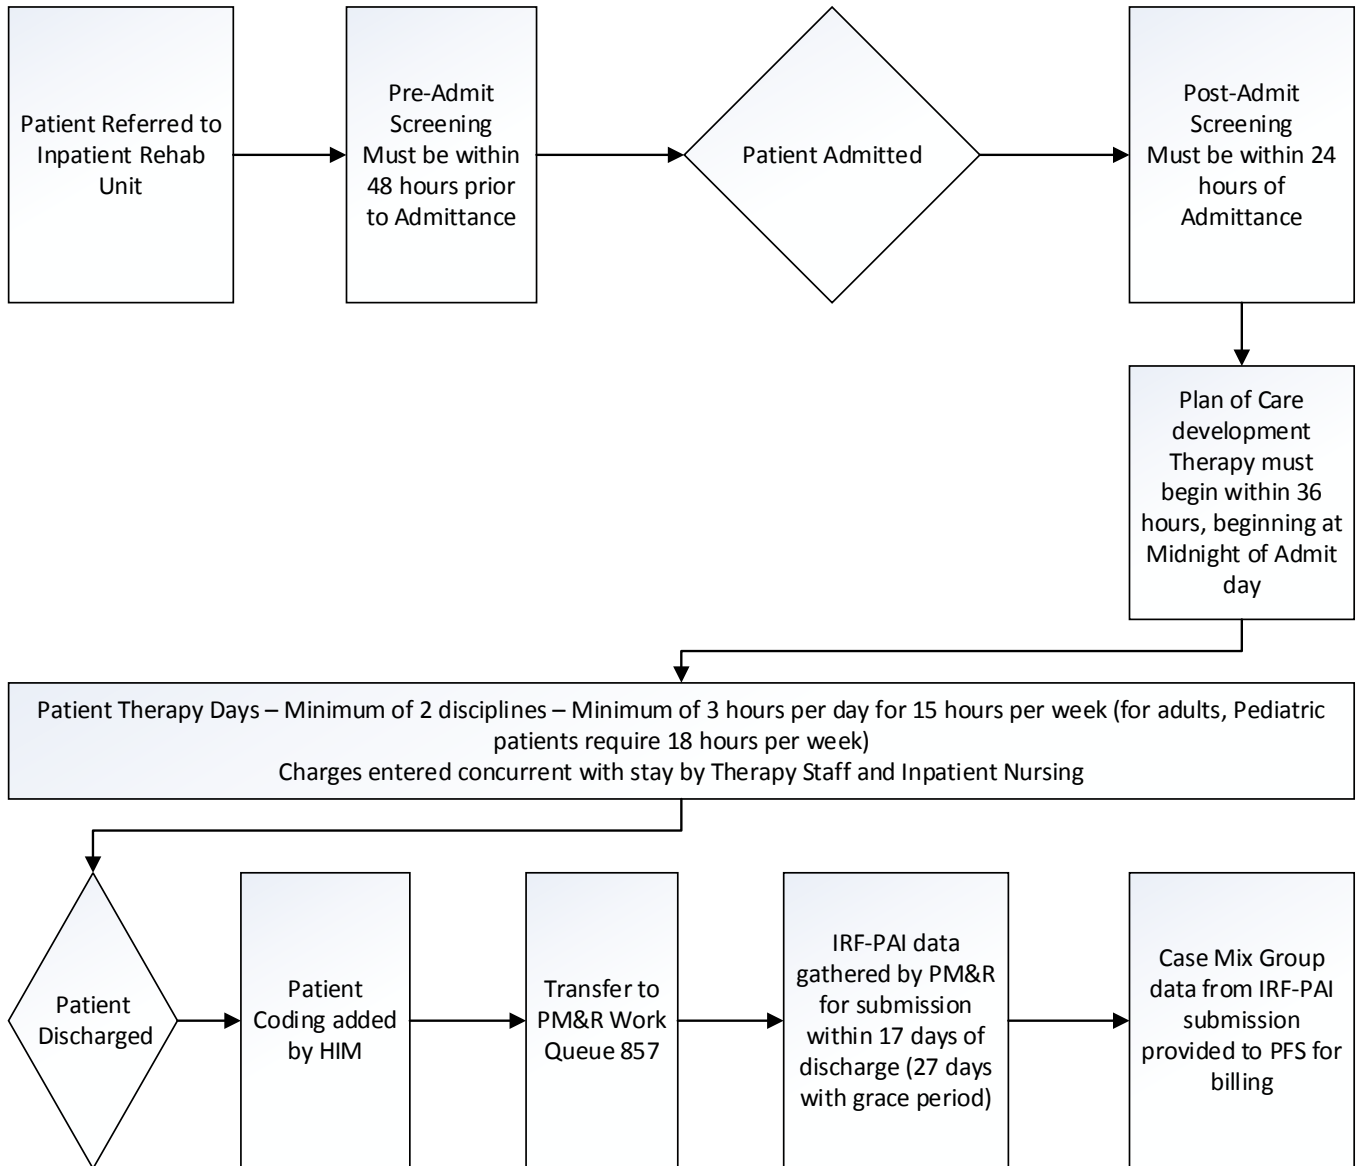 Patient Referred to
Inpatient Rehab
Unit
Pre-Admit
Screening
Must be within
48 hours prior
to Admittance
Patient Admitted
Post-Admit
Screening
Must be within 24
hours of
Admittance
Plan of Care
development
Therapy must
begin within 36
hours, beginning at
Midnight of Admit
day
Patient Therapy Days – Minimum of 2 disciplines – Minimum of 3 hours per day for 15 hours per week (for adults, Pediatric
patients require 18 hours per week)
Charges entered concurrent with stay by Therapy Staff and Inpatient Nursing
Patient
Discharged
Patient
Coding added
by HIM
Transfer to
PM&R Work
Queue 857
IRF-PAI data
gathered by PM&R
for submission
within 17 days of
discharge (27 days
with grace period)
Case Mix Group
data from IRF-PAI
submission
provided to PFS for
billing